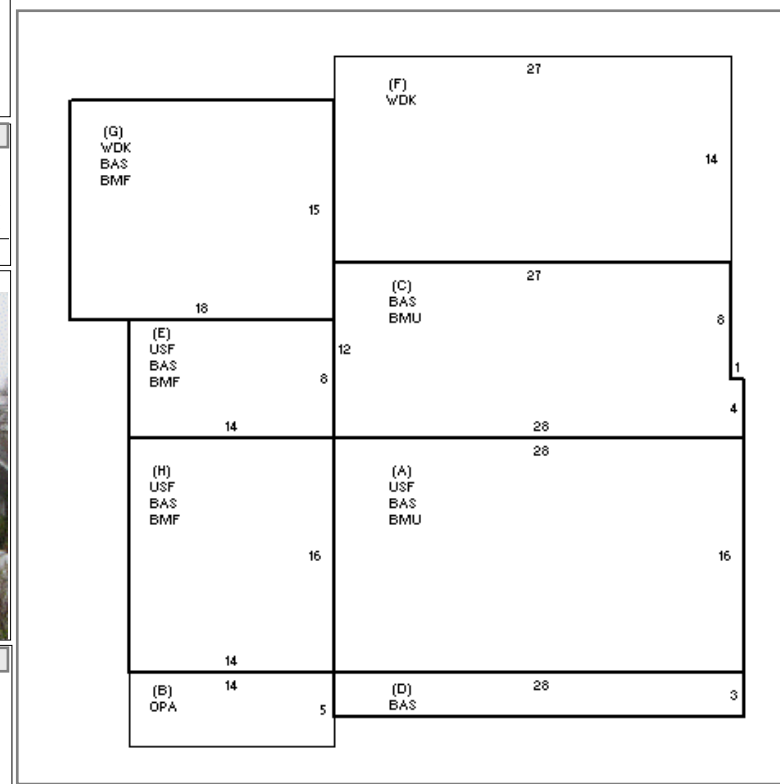 27
(F)
WDK
14
(G)
WDK
BAS
BMF
15
18
27
(C)
BAS
BMU
8
1
12
4
28
(E)
USF
BAS
BMF
8
14
28
(A)
USF
BAS
BMU
16
(H)
USF
BAS
BMF
16
14
14
(B)
OPA
5
28
(D)
BAS
3